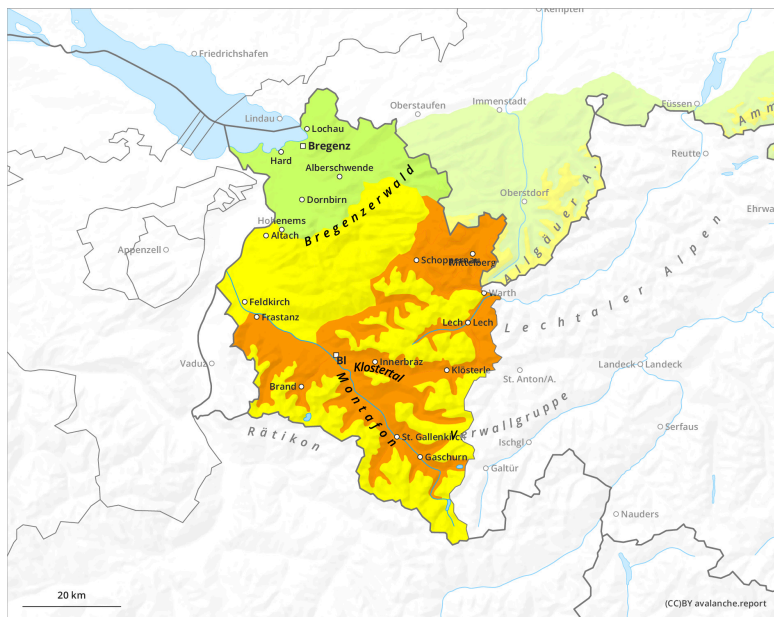 Kempten
Friedrichshafen
Oberstaufen
Immenstadt
Füssen
Amm
Lindau
Lochau
Bregenz
Hard
Alberschwende
Reutte
Dornbirn
Oberstdorf
Ehrwa
Bregenzerwald
Allgäuer A.
Hohenems
Altach
Appenzell
Schoppernau
Mittelberg
Lechtaler Alpen
Warth
Feldkirch
Frastanz
Lech
Lech
Vaduz
Bl
Innerbraz
Klostertal
Klösterle
St. Anton/A.
Landeck
Landeck
Brand
Montafon
Verwallgruppe
Serfaus
Rätikon
St. Gallenkirch
Ischgl
Gaschurn
Galtür
Nauders
20 km
(CC)BY avalanche.report